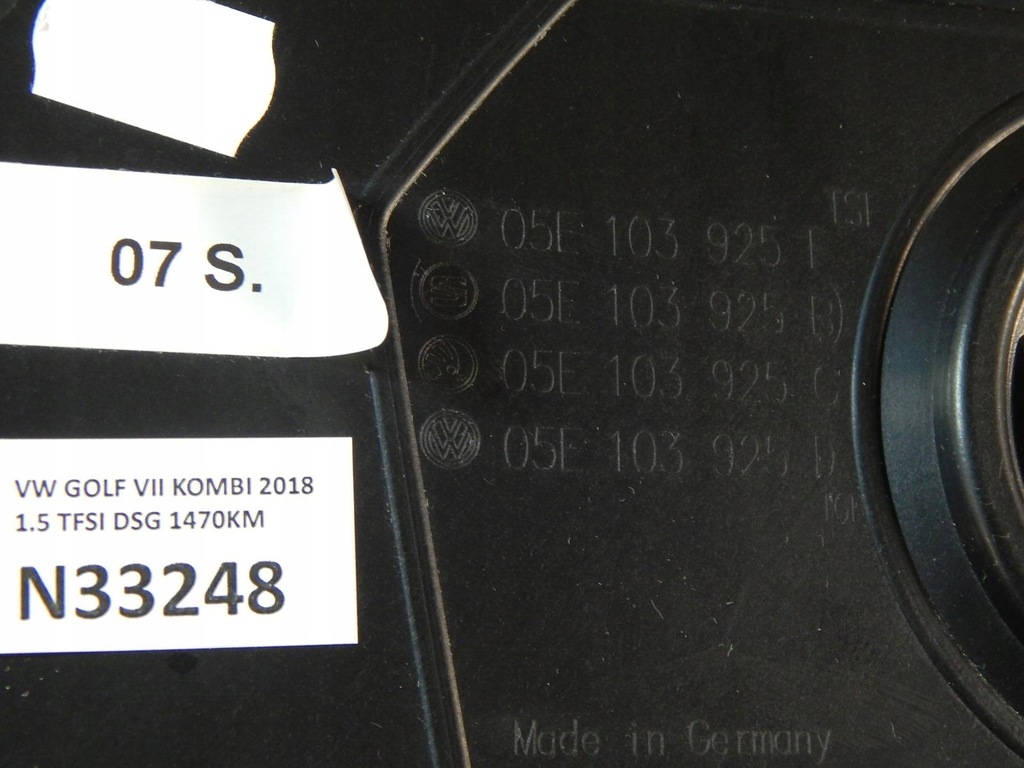 07 S.
VW GOLF VII KOMBI 2018
1.5 TFSI DSG 1470KM
N33248
TSI
05E 103 925 F
05E 103 925 B
05E 103 925 C
05E 103 925 D
Made in Germany